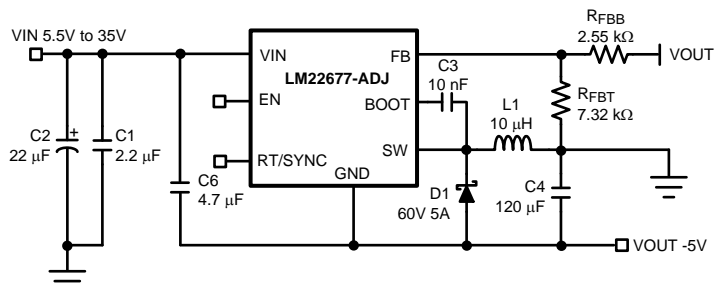 VIN 5.5V to 35V
VIN
FB
RFBB
2.55 kΩ
VOUT
LM22677-ADJ
C3
10 nF
EN
BOOT
RFBT
7.32 kΩ
L1
10 μH
C2
+
22 μF
C1
2.2 μF
RT/SYNC
SW
GND
C6
4.7 μF
D1
60V 5A
C4
120 μF
VOUT -5V